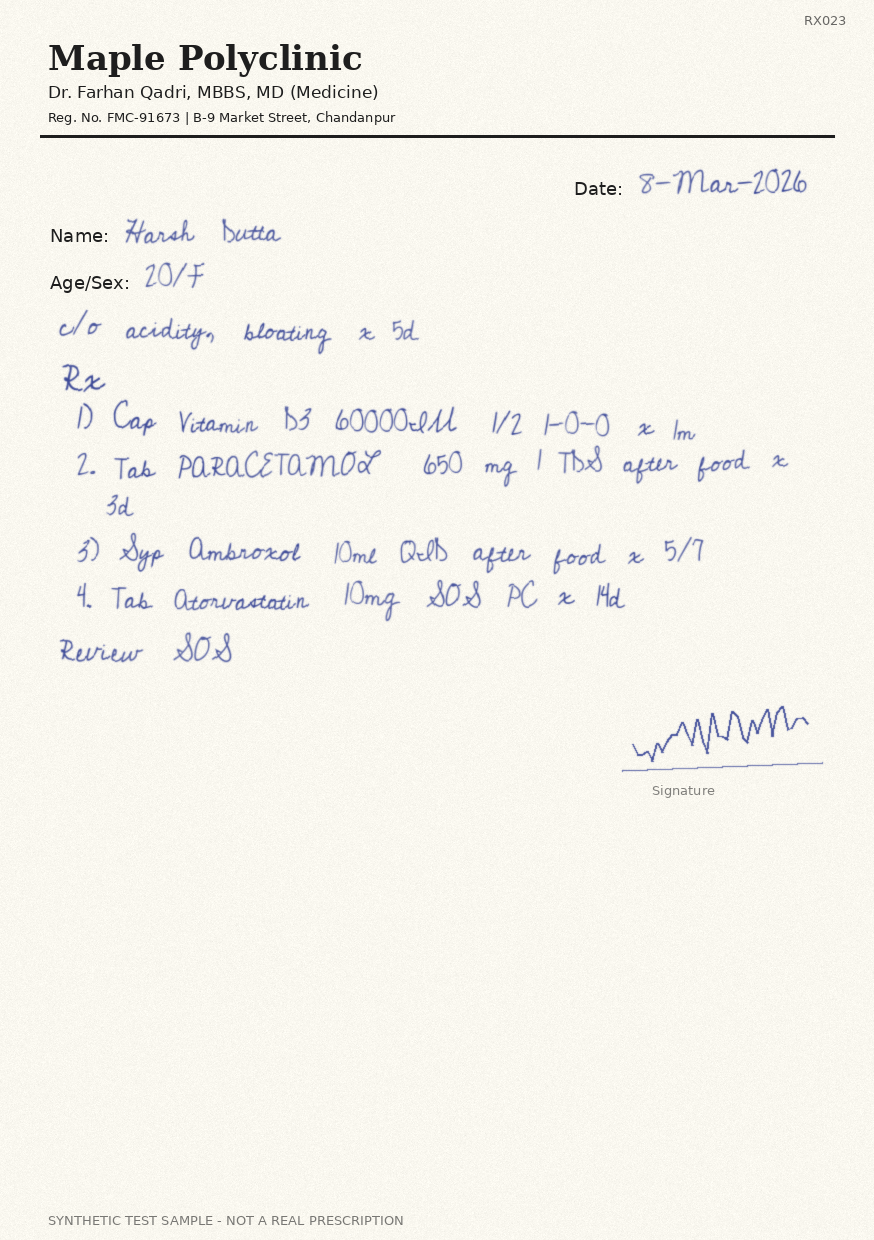 RX023
Maple Polyclinic
Dr. Farhan Qadri, MBBS, MD (Medicine)
Reg. No. FMC-91673 | B-9 Market Street, Chandanpur
Date: 8-Mar-2026
Name: Harsh Dutta
Age/Sex: 20/F
c/o acidity, bloating x 5d
Rx
1) Cap Vitamin D3 60000IU 1/2 1-0-0 x 1m
2. Tab PARACETAMOL 650 mg 1 TDS after food x
3d
3) Syp Ambroxol 10ml QID after food x 5/7
4. Tab Atorvastatin 10mg SOS PC x 14d
Review SOS
Signature
SYNTHETIC TEST SAMPLE - NOT A REAL PRESCRIPTION